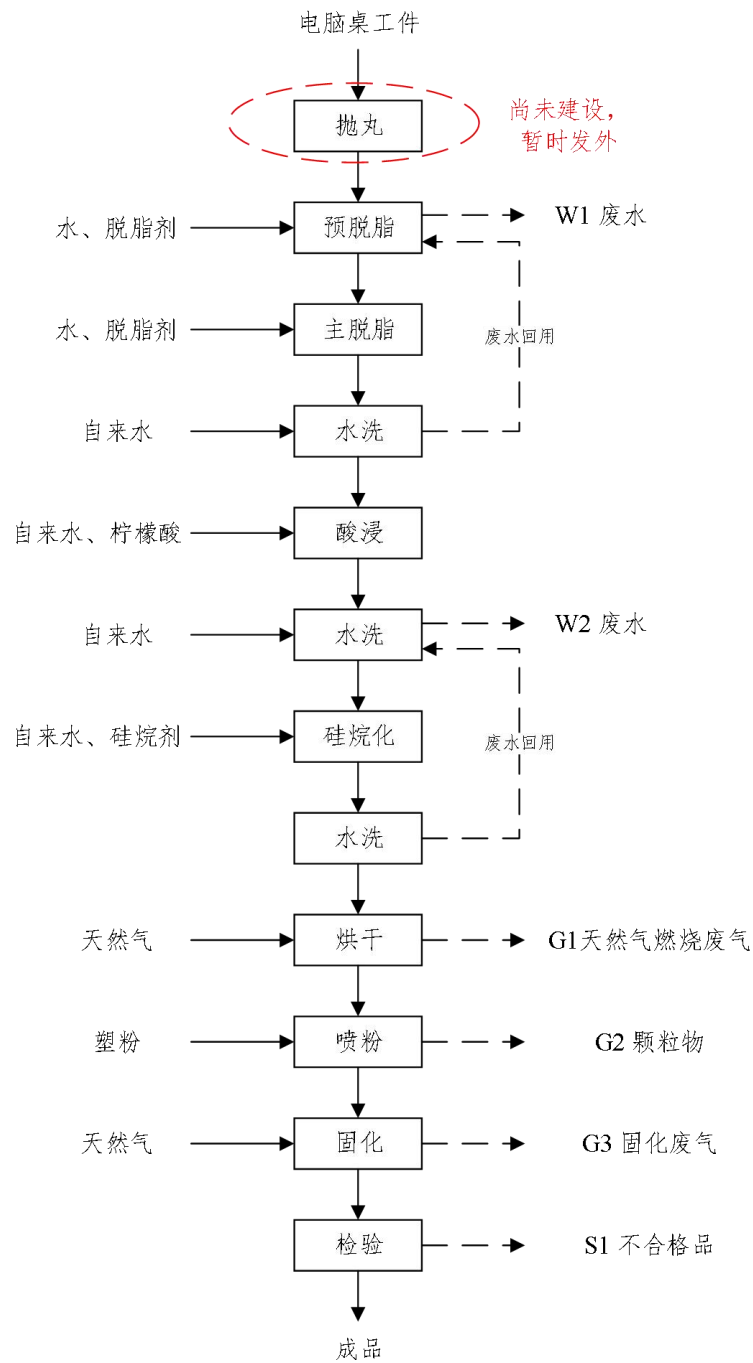 电脑桌工件
抛丸
尚未建设，
暂时发外
水、脱脂剂
预脱脂
W1 废水
水、脱脂剂
主脱脂
废水回用
自来水
水洗
自来水、柠檬酸
酸浸
自来水
水洗
W2 废水
自来水、硅烷剂
硅烷化
废水回用
水洗
天然气
烘干
G1天然气燃烧废气
塑粉
喷粉
G2 颗粒物
天然气
固化
G3 固化废气
检验
S1 不合格品
成品